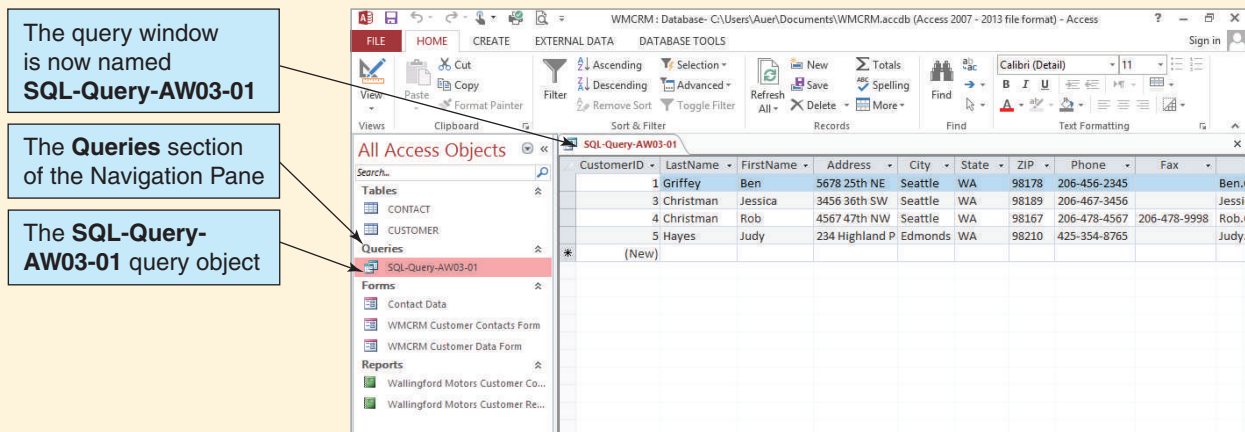 The query window
is now named
SQL-Query-AW03-01
The Queries section
of the Navigation Pane
The SQL-Query-
AW03-01 query object
WMCRM : Database- C:\Users\Auer\Documents\WMCRM.accdb (Access 2007 - 2013 file format) - Access
FILE HOME CREATE EXTERNAL DATA DATABASE TOOLS Sign in
View Paste Cut Copy Format Painter
Filter Ascending Descending Remove Sort Selection Advanced Toggle Filter
Refresh All New Save Delete Totals Spelling More
Find Calibri (Detail) 11
B I U A
Views Clipboard Sort & Filter Records Find Text Formatting
All Access Objects
Search...
Tables
CONTACT
CUSTOMER
Queries
SQL-Query-AW03-01
Forms
Contact Data
WMCRM Customer Contacts Form
WMCRM Customer Data Form
Reports
Wallingford Motors Customer Co...
Wallingford Motors Customer Re...
SQL-Query-AW03-01
CustomerID LastName FirstName Address City State ZIP Phone Fax
1 Griffey Ben 5678 25th NE Seattle WA 98178 206-456-2345 Ben.
3 Christman Jessica 3456 36th SW Seattle WA 98189 206-467-3456 Jessi
4 Christman Rob 4567 47th NW Seattle WA 98167 206-478-4567 206-478-9998 Rob.
5 Hayes Judy 234 Highland P Edmonds WA 98210 425-354-8765 Judy.
(New)